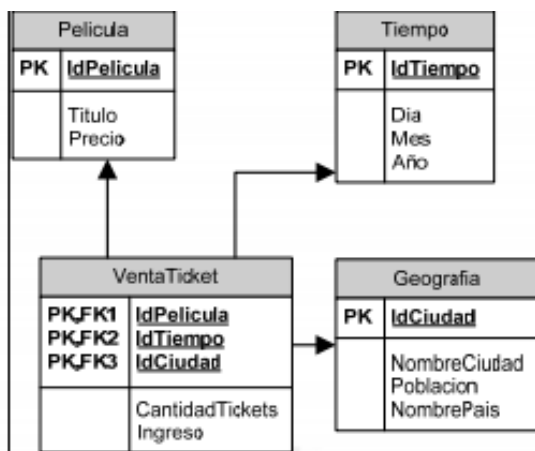 Pelicula
PK IdPelicula
Titulo
Precio
Tiempo
PK IdTiempo
Dia
Mes
Año
VentaTicket
PK,FK1 IdPelicula
PK,FK2 IdTiempo
PK,FK3 IdCiudad
CantidadTickets
Ingreso
Geografia
PK IdCiudad
NombreCiudad
Poblacion
NombrePais